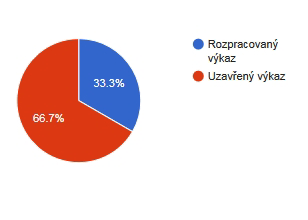 Rozpracovaný
výkaz
Uzavřený výkaz
33.3%
66.7%